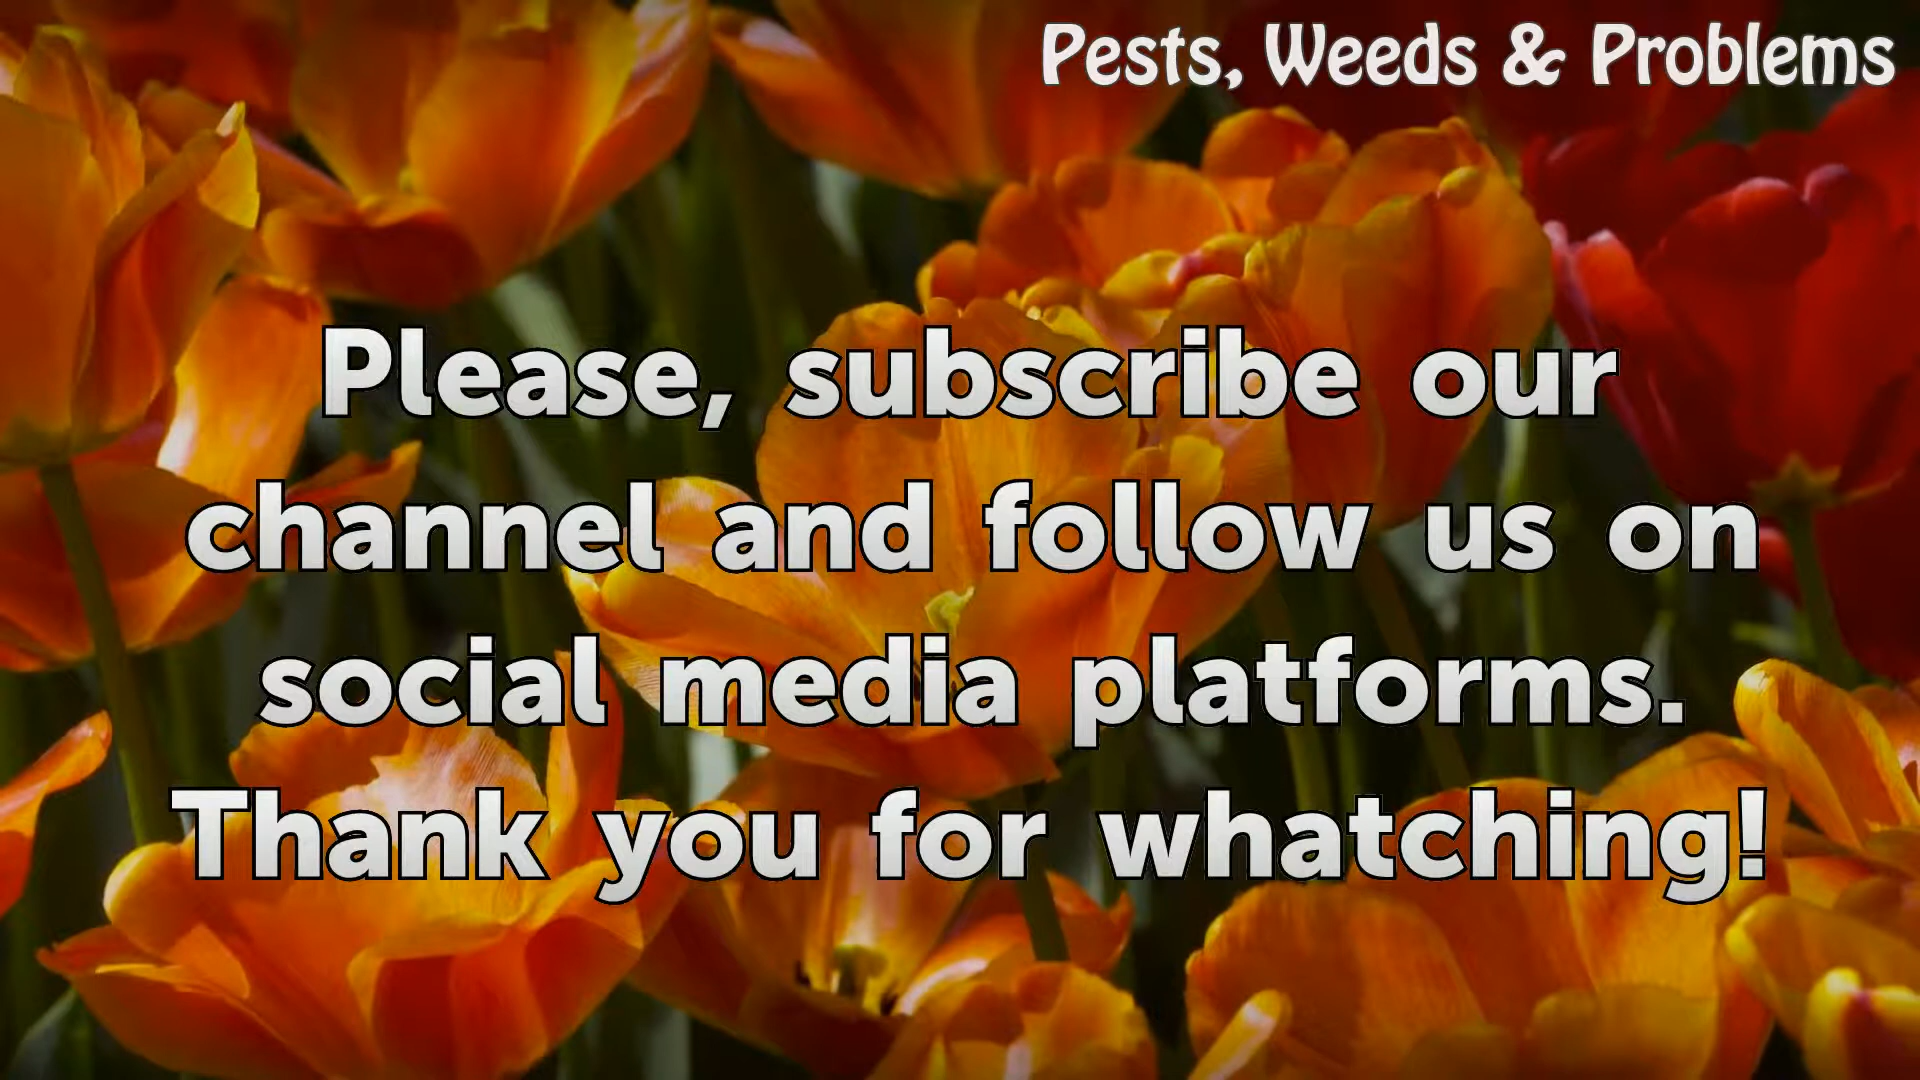 Pests, Weeds & Problems
Please, subscribe our
channel and follow us on
social media platforms.
Thank you for whatching!